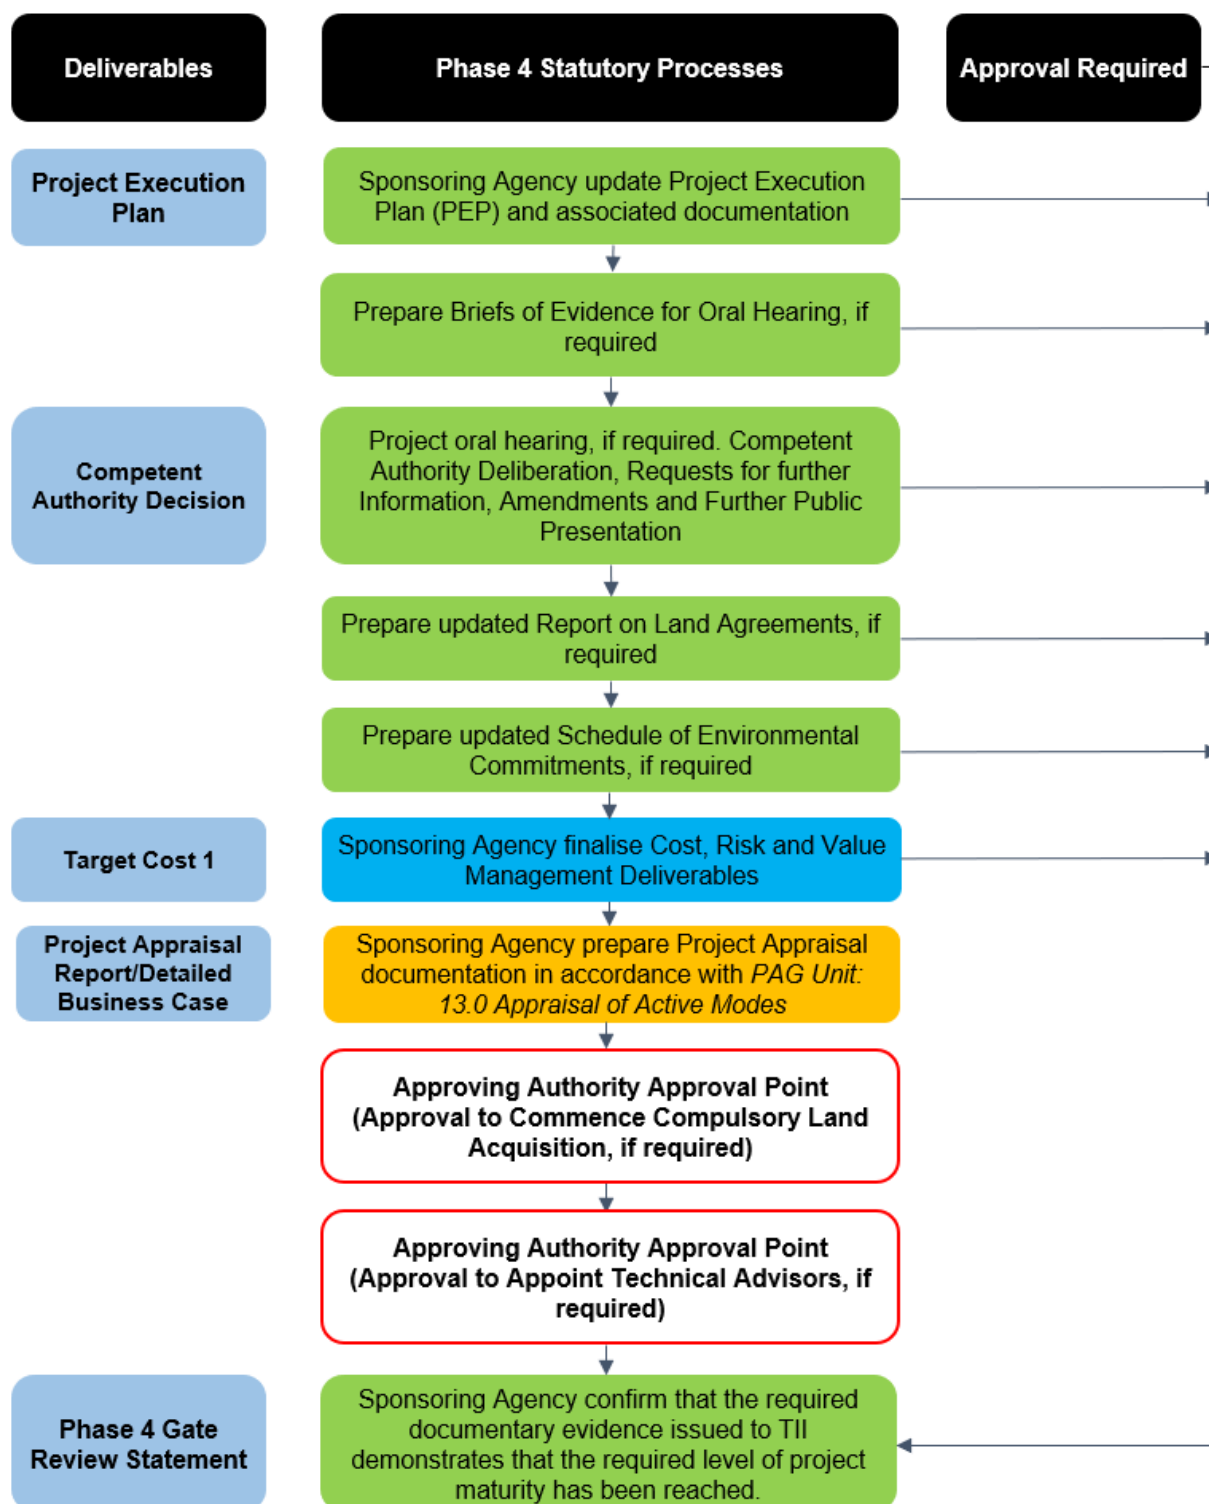 Deliverables
Phase 4 Statutory Processes
Approval Required
Project Execution
Plan
Sponsoring Agency update Project Execution
Plan (PEP) and associated documentation
Prepare Briefs of Evidence for Oral Hearing, if
required
Competent
Authority Decision
Project oral hearing, if required. Competent
Authority Deliberation, Requests for further
Information, Amendments and Further Public
Presentation
Prepare updated Report on Land Agreements, if
required
Prepare updated Schedule of Environmental
Commitments, if required
Target Cost 1
Sponsoring Agency finalise Cost, Risk and Value
Management Deliverables
Project Appraisal
Report/Detailed
Business Case
Sponsoring Agency prepare Project Appraisal
documentation in accordance with PAG Unit:
13.0 Appraisal of Active Modes
Approving Authority Approval Point
(Approval to Commence Compulsory Land
Acquisition, if required)
Approving Authority Approval Point
(Approval to Appoint Technical Advisors, if
required)
Phase 4 Gate
Review Statement
Sponsoring Agency confirm that the required
documentary evidence issued to TII
demonstrates that the required level of project
maturity has been reached.